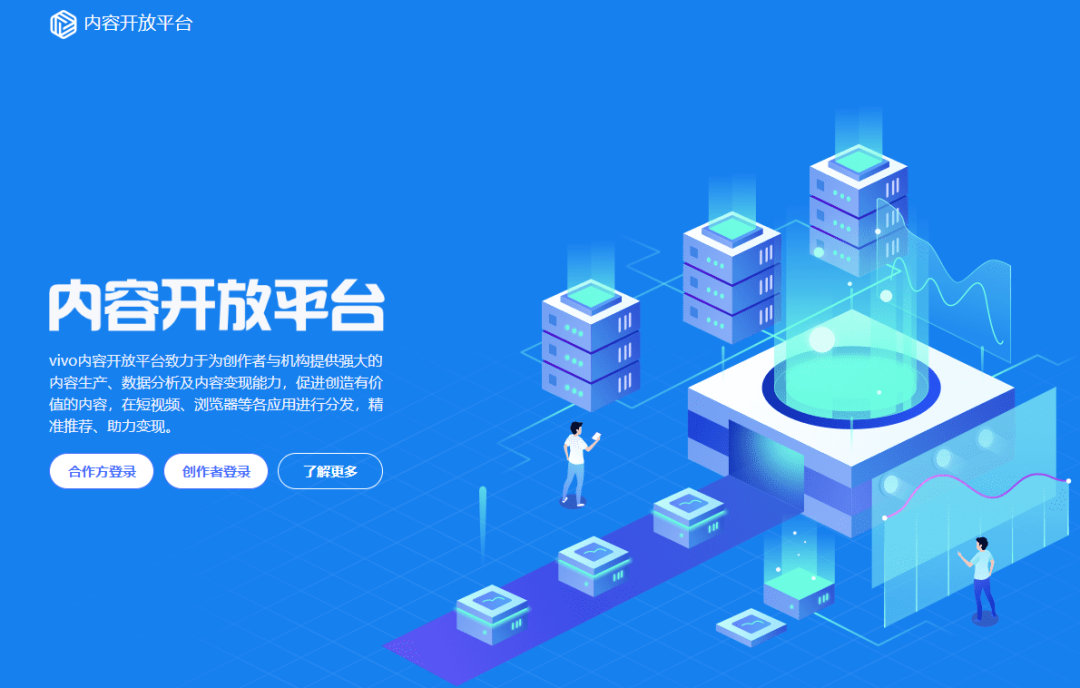 内容开放平台
内容开放平台
vivo内容开放平台致力于为创作者与机构提供强大的
内容生产、数据分析及内容变现能力，促进创造有价
值的内容，在短视频、浏览器等各应用进行分发，精
准推荐、助力变现。
合作方登录 创作者登录 了解更多